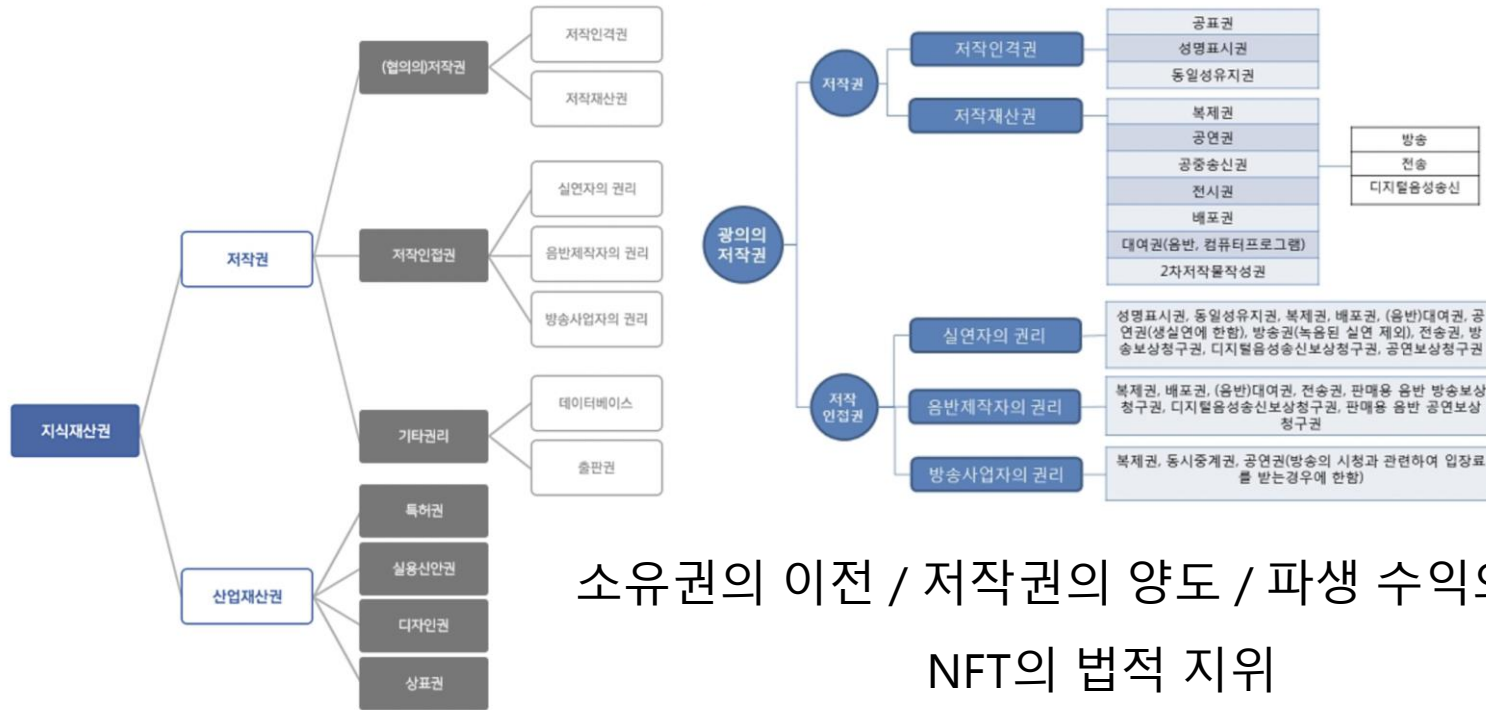 지식재산권
저작권
산업재산권
(협의의)저작권
저작인격권
저작재산권
저작인접권
실연자의 권리
음반제작자의 권리
방송사업자의 권리
기타권리
데이터베이스
출판권
특허권
실용신안권
디자인권
상표권
광의의
저작권
저작권
저작인격권
공표권
성명표시권
동일성유지권
저작재산권
복제권
공연권
공중송신권
전시권
배포권
대여권(음반, 컴퓨터프로그램)
2차저작물작성권
방송
전송
디지털음성송신
저작
인접권
실연자의 권리
성명표시권, 동일성유지권, 복제권, 배포권, (음반)대여권, 공
연권(생실연에 한함), 방송권(녹음된 실연 제외), 전송권, 방
송보상청구권, 디지털음성송신보상청구권, 공연보상청구권
음반제작자의 권리
복제권, 배포권, (음반)대여권, 전송권, 판매용 음반 방송보상
청구권, 디지털음성송신보상청구권, 판매용 음반 공연보상
청구권
방송사업자의 권리
복제권, 동시중계권, 공연권(방송의 시청과 관련하여 입장료
를 받는경우에 한함)
소유권의 이전 / 저작권의 양도 / 파생 수익
NFT의 법적 지위